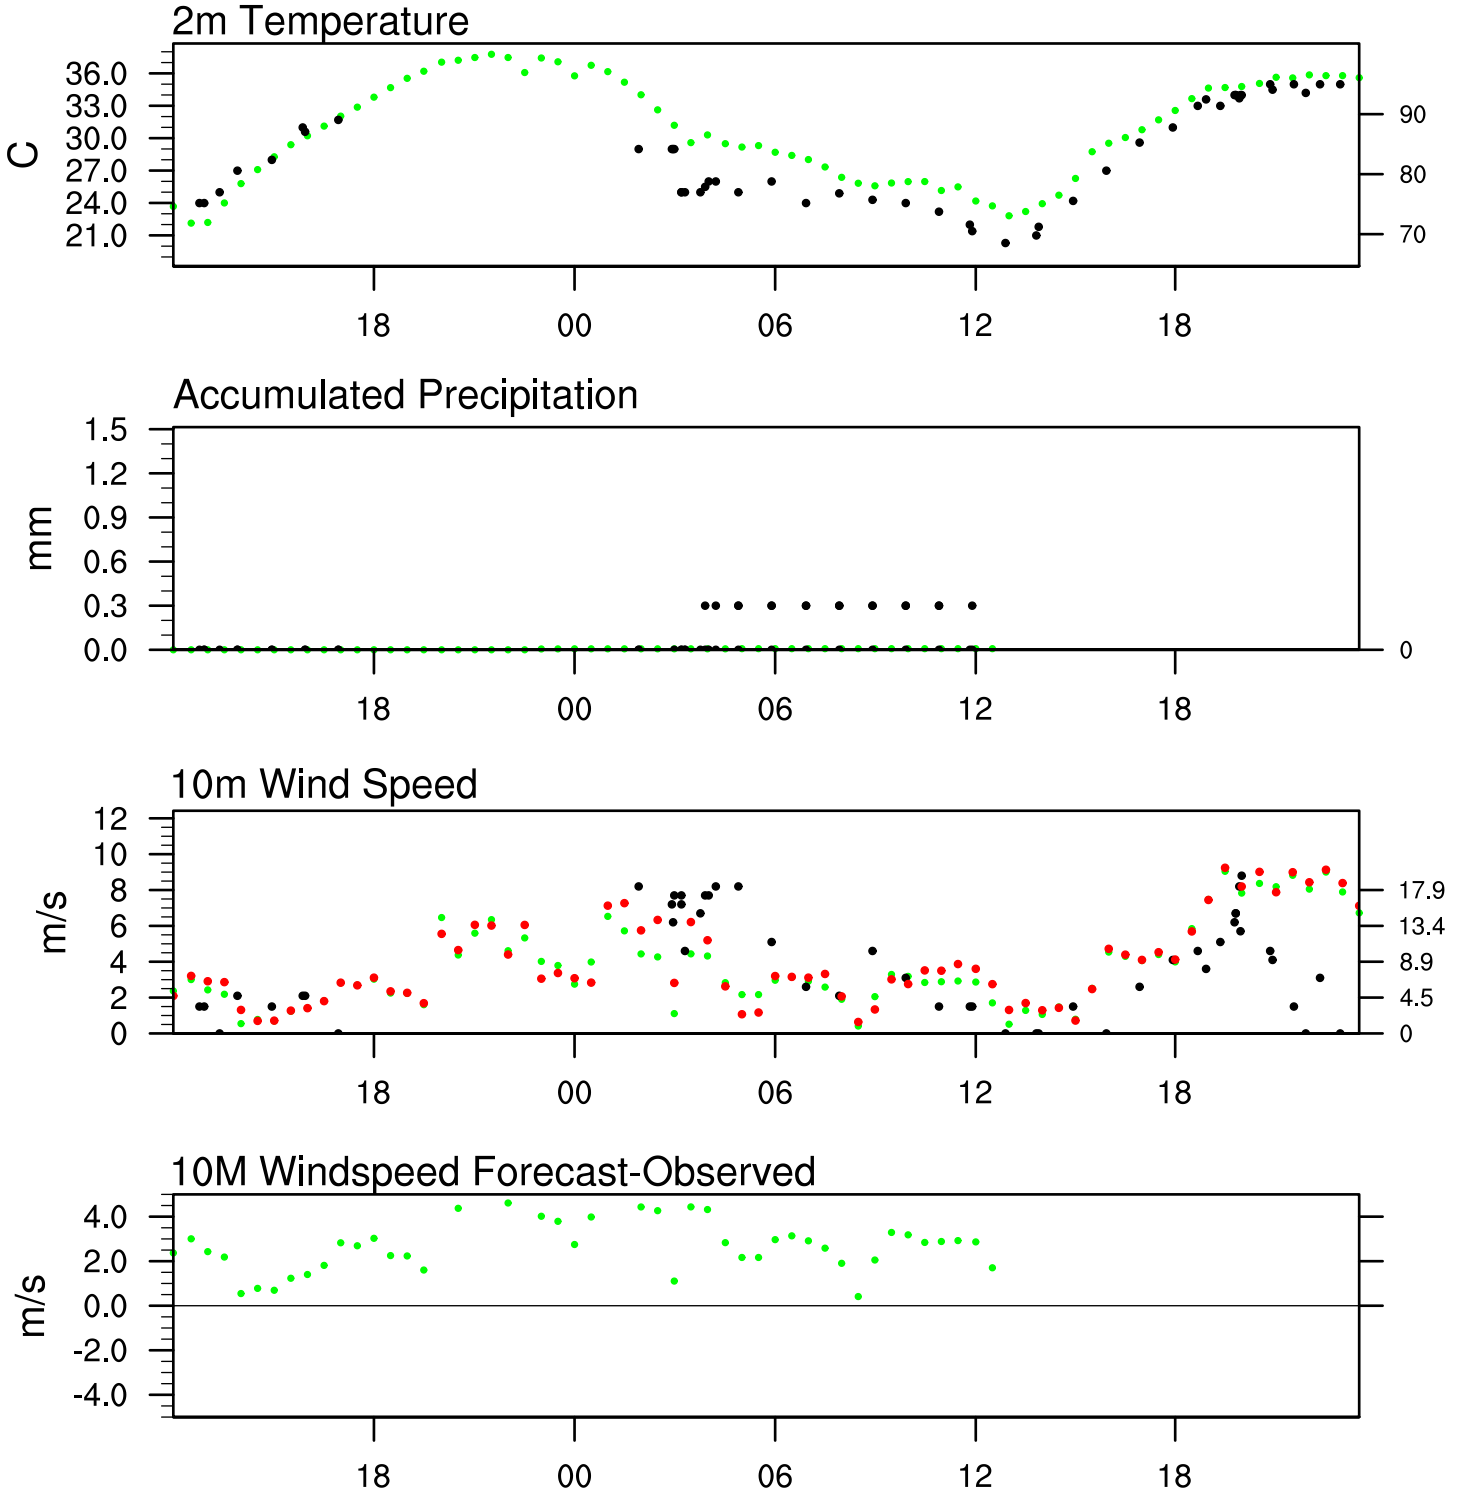 2m Temperature
36.0
33.0
30.0
27.0
24.0
21.0
C
90
80
70
18 00 06 12 18
Accumulated Precipitation
1.5
1.2
0.9
0.6
0.3
0.0
mm
0
18 00 06 12 18
10m Wind Speed
12
10
8
6
4
2
0
m/s
17.9
13.4
8.9
4.5
0
18 00 06 12 18
10M Windspeed Forecast-Observed
4.0
2.0
0.0
-2.0
-4.0
m/s
18 00 06 12 18